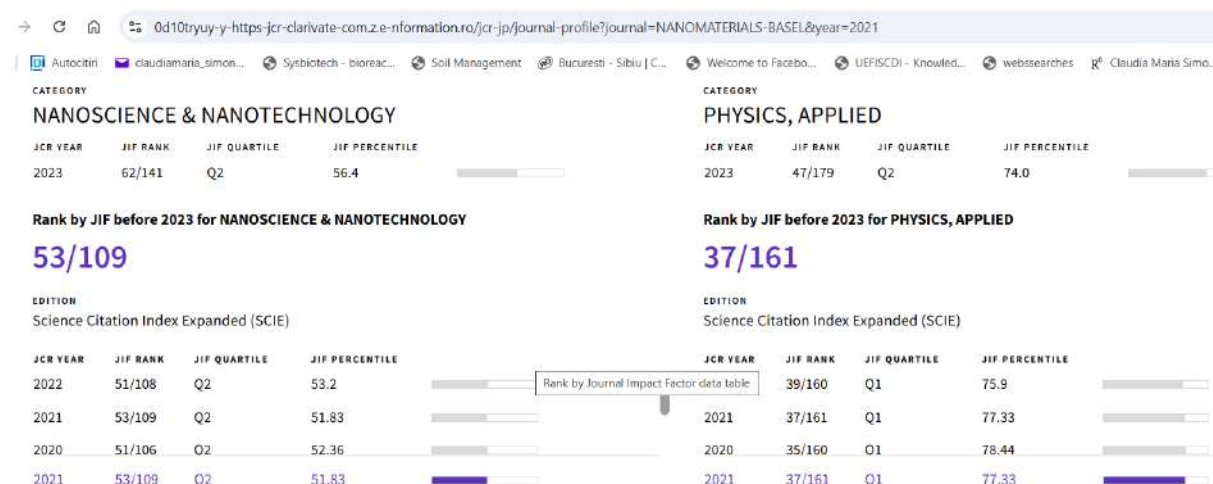 0d10tryuy-y-https-jcr-clarivate-com.z.e-nformation.ro/jcr-jp/journal-profile?journal=NANOMATERIALS-BASEL&year=2021
Autocitiri claudiamaria_simon... Sysbiotech - bioreac... Soil Management Bucuresti - Sibiu | C... Welcome to Facebo... UEFISCDI - Knowled... webssearches Claudia Maria Simo...
CATEGORY
NANOSCIENCE & NANOTECHNOLOGY
JCR YEAR JIF RANK JIF QUARTILE JIF PERCENTILE
2023 62/141 Q2 56.4
Rank by JIF before 2023 for NANOSCIENCE & NANOTECHNOLOGY
53/109
EDITION
Science Citation Index Expanded (SCIE)
JCR YEAR JIF RANK JIF QUARTILE JIF PERCENTILE
2022 51/108 Q2 53.2
2021 53/109 Q2 51.83
2020 51/106 Q2 52.36
2021 53/109 Q2 51.83
CATEGORY
PHYSICS, APPLIED
JCR YEAR JIF RANK JIF QUARTILE JIF PERCENTILE
2023 47/179 Q2 74.0
Rank by JIF before 2023 for PHYSICS, APPLIED
37/161
EDITION
Science Citation Index Expanded (SCIE)
JCR YEAR JIF RANK JIF QUARTILE JIF PERCENTILE
Rank by Journal Impact Factor data table
39/160 Q1 75.9
2021 37/161 Q1 77.33
2020 35/160 Q1 78.44
2021 37/161 Q1 77.33